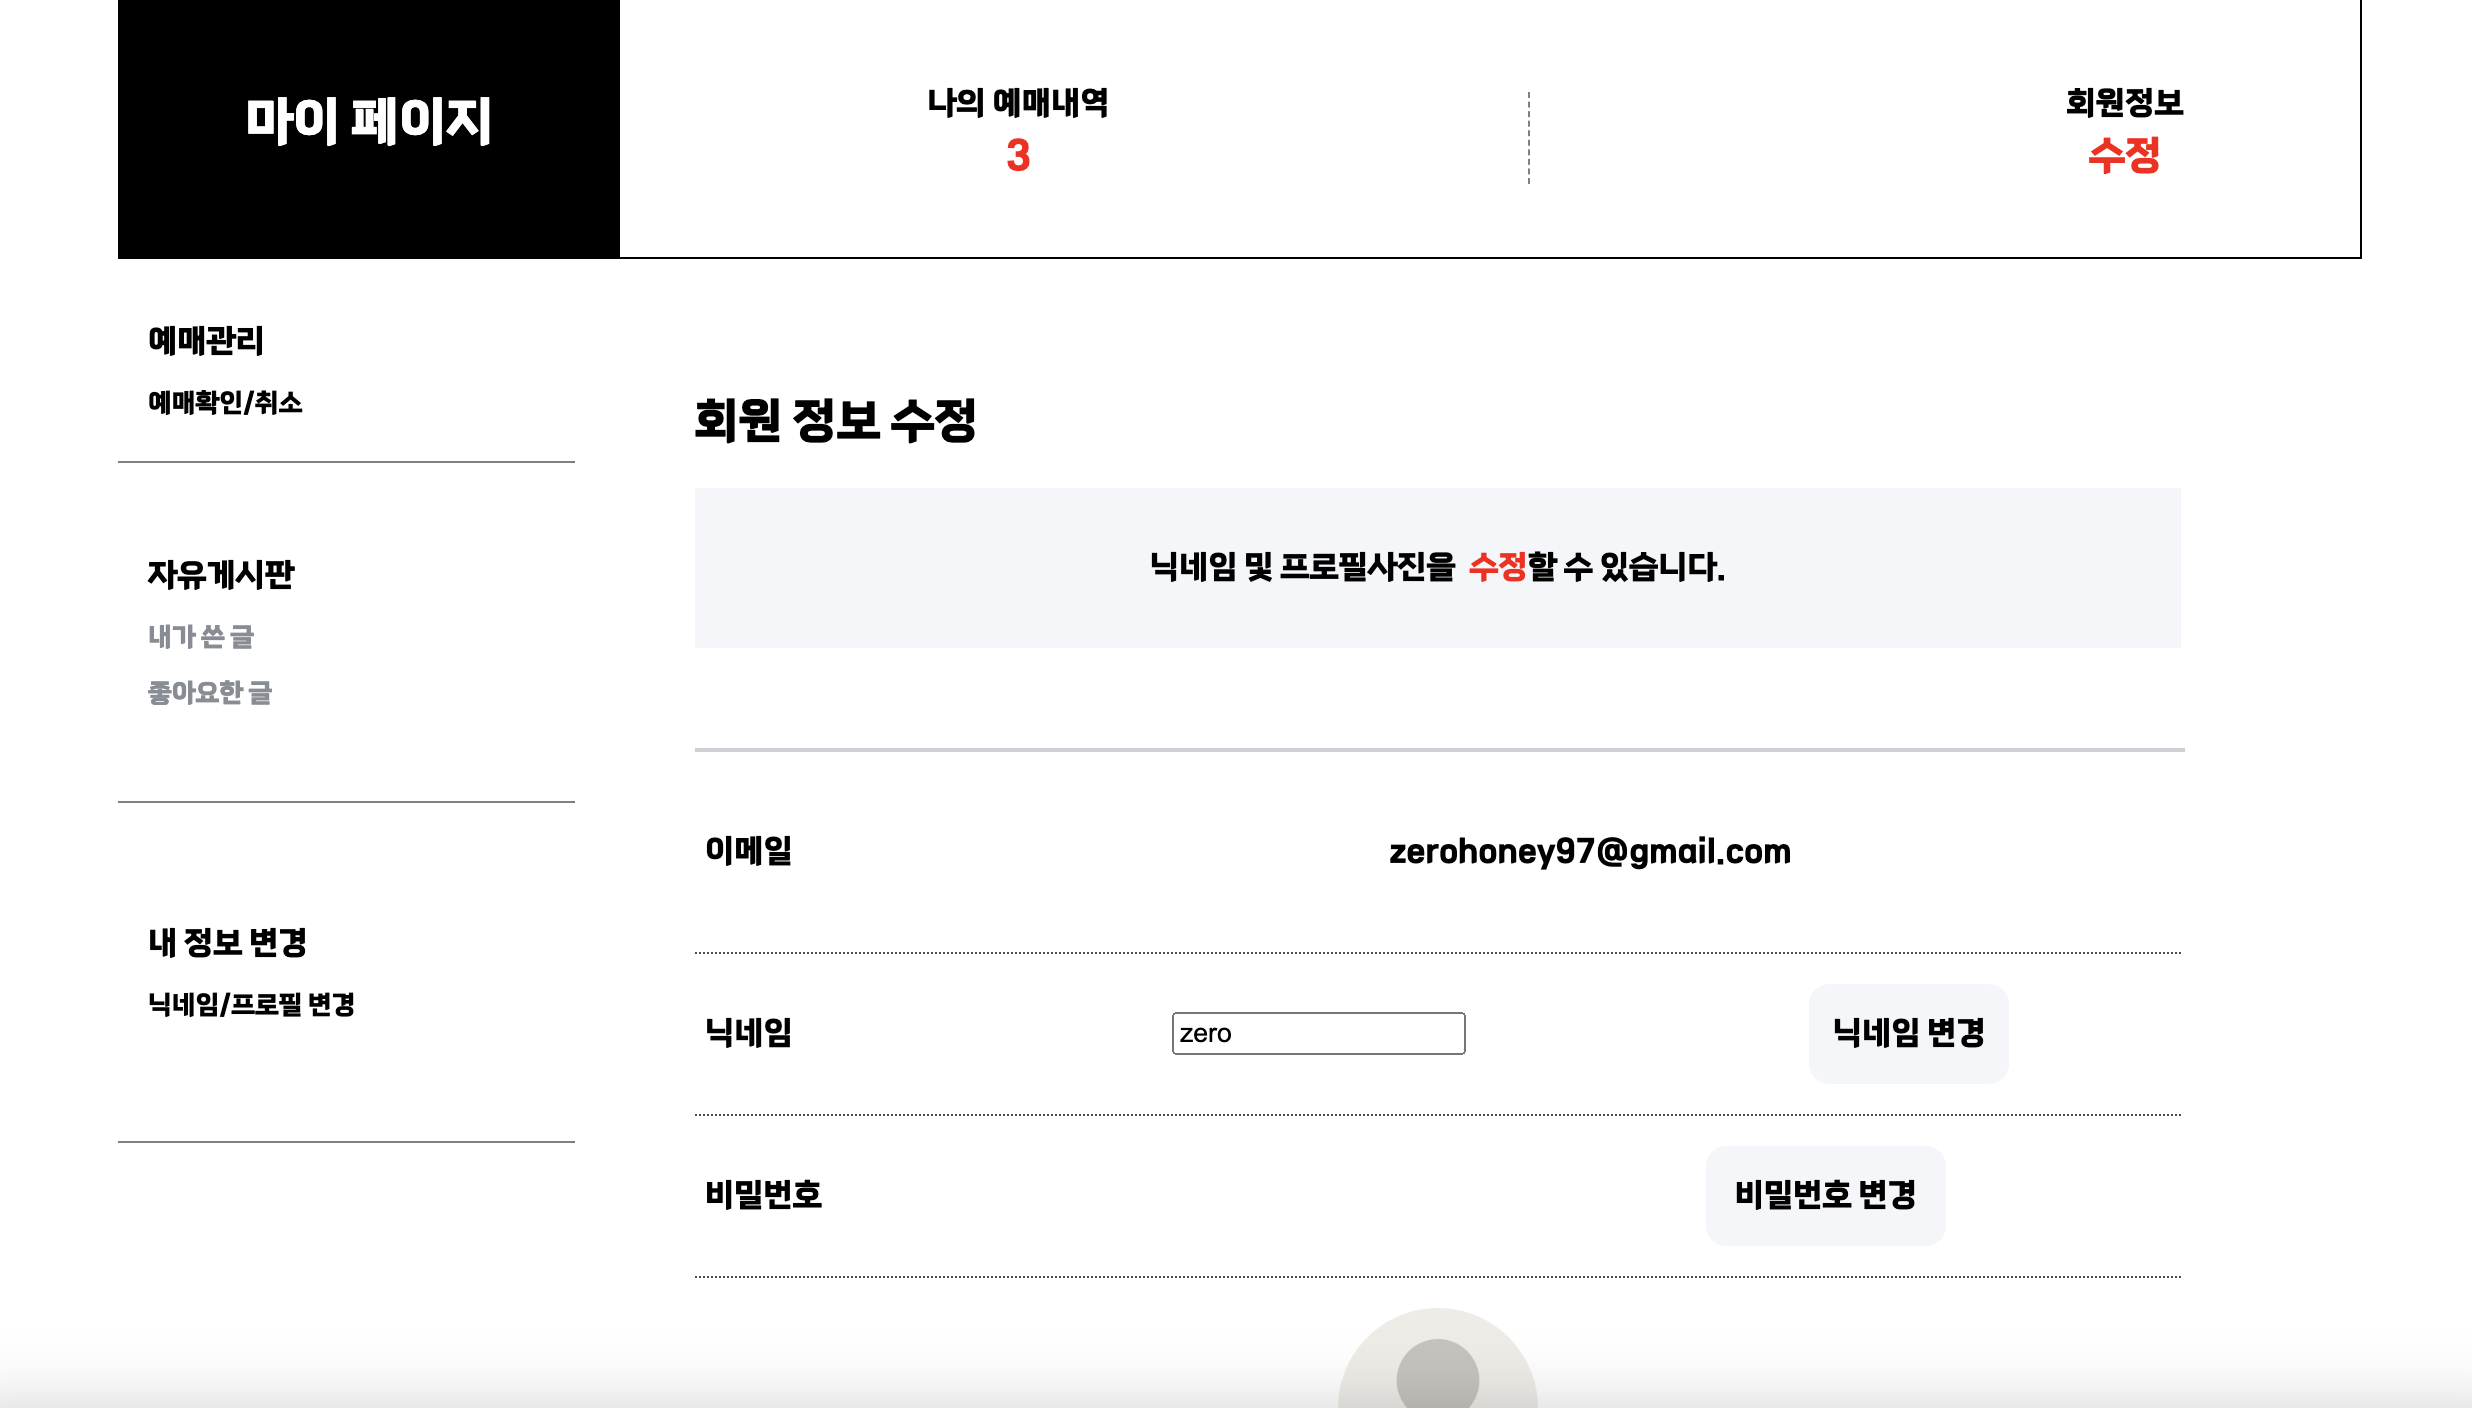 마이 페이지
나의 예매내역
3
회원정보
수정
예매관리
예매확인/취소
자유게시판
내가 쓴 글
좋아요한 글
내 정보 변경
닉네임/프로필 변경
회원 정보 수정
닉네임 및 프로필사진을 수정할 수 있습니다.
이메일 zerohoney97@gmail.com
닉네임 zero 닉네임 변경
비밀번호 비밀번호 변경